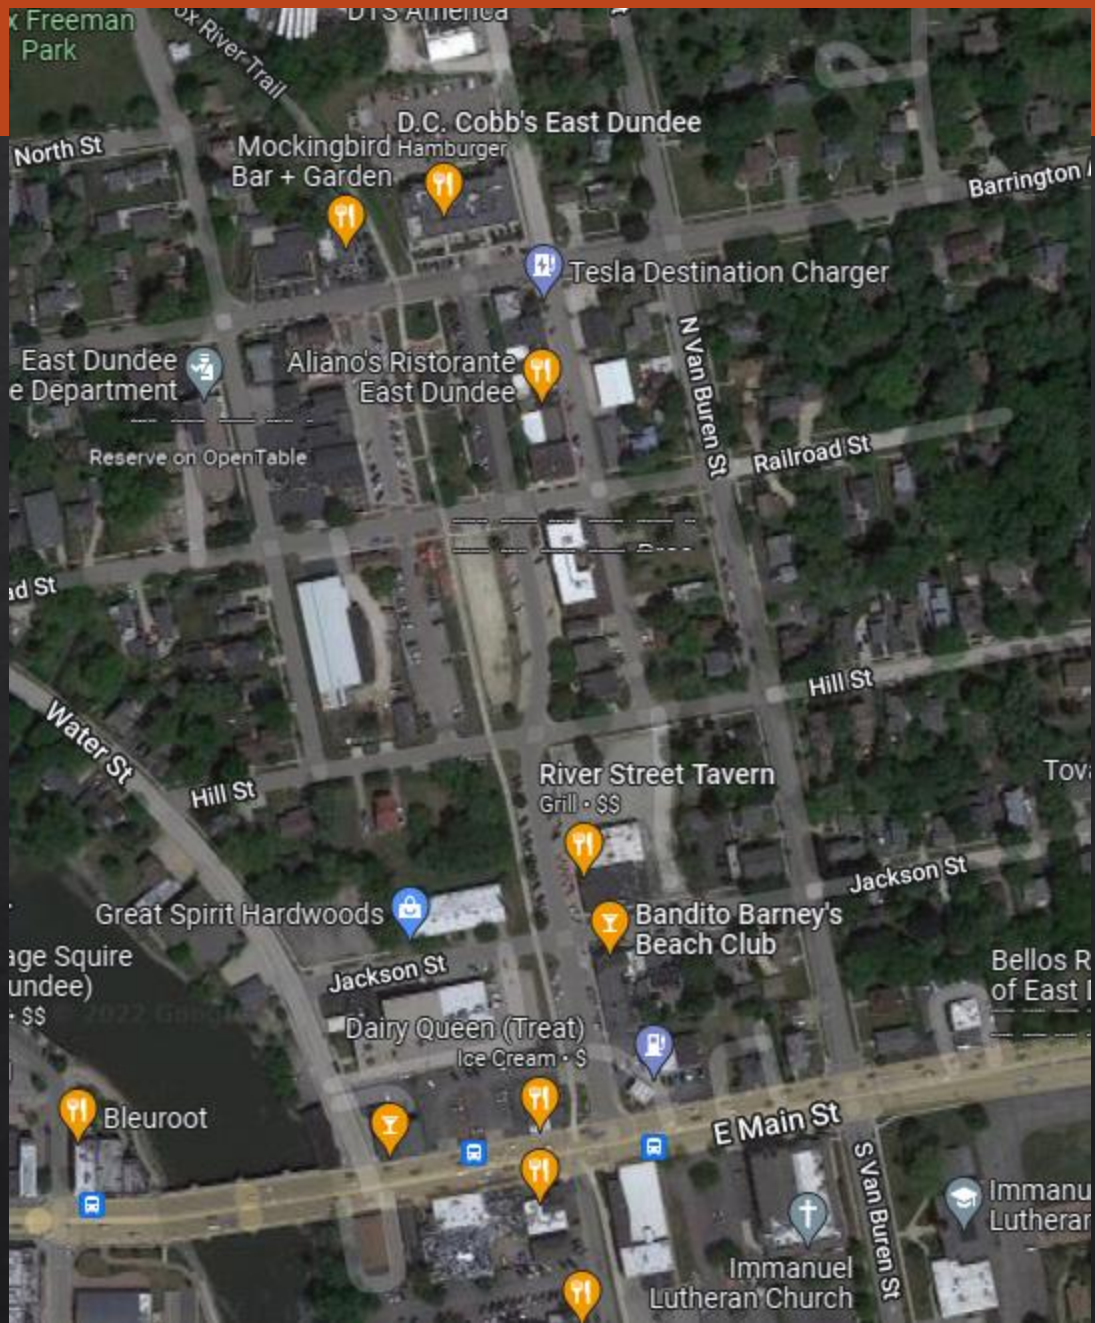 x Freeman
Park
ox River Trail
DTS America
North St
D.C. Cobb's East Dundee
Hamburger
Mockingbird
Bar + Garden
Barrington
Tesla Destination Charger
East Dundee
e Department
Aliano's Ristorante
East Dundee
N Van Buren St
Reserve on OpenTable
Railroad St
ad St
Hill St
Water St
Hill St
River Street Tavern
Grill • $$
Tova
Jackson St
Great Spirit Hardwoods
Bandito Barney's
Beach Club
age Squire
undee)
• $$
Jackson St
Bellos R
of East
2022 Google
Dairy Queen (Treat)
Ice Cream • $
Bleuroot
E Main St
S Van Buren St
Immanu
Lutheran
Immanuel
Lutheran Church